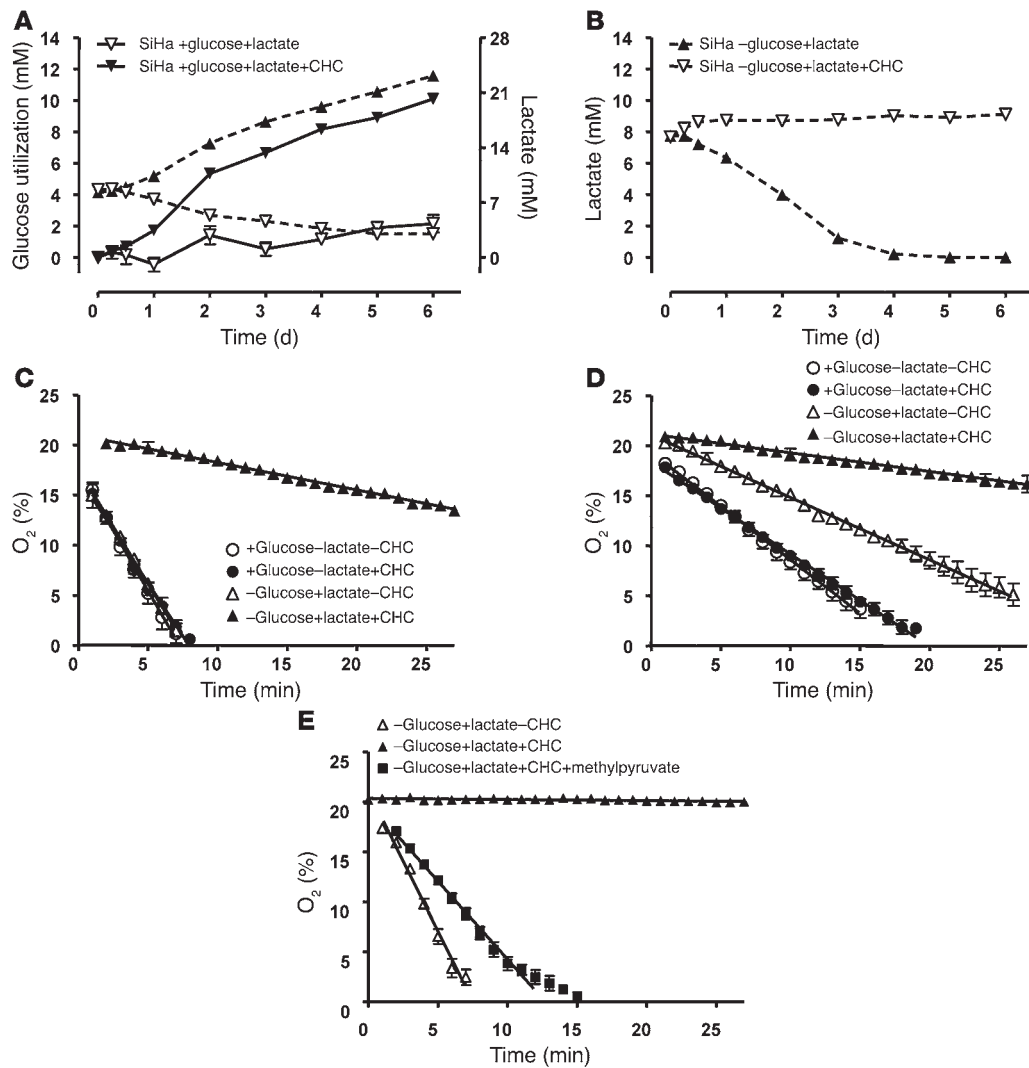 A
SiHa +glucose+lactate
SiHa +glucose+lactate+CHC
Glucose utilization (mM)
14
12
10
8
6
4
2
0
28
21
14
7
0
Lactate (mM)
0 1 2 3 4 5 6
Time (d)
B
SiHa –glucose+lactate
SiHa –glucose+lactate+CHC
Lactate (mM)
14
12
10
8
6
4
2
0
0 1 2 3 4 5 6
Time (d)
C
O2 (%)
25
20
15
10
5
0
+Glucose–lactate–CHC
+Glucose–lactate+CHC
–Glucose+lactate–CHC
–Glucose+lactate+CHC
0 5 10 15 20 25
Time (min)
D
+Glucose–lactate–CHC
+Glucose–lactate+CHC
–Glucose+lactate–CHC
–Glucose+lactate+CHC
O2 (%)
25
20
15
10
5
0
0 5 10 15 20 25
Time (min)
E
–Glucose+lactate–CHC
–Glucose+lactate+CHC
–Glucose+lactate+CHC+methylpyruvate
O2 (%)
25
20
15
10
5
0
0 5 10 15 20 25
Time (min)